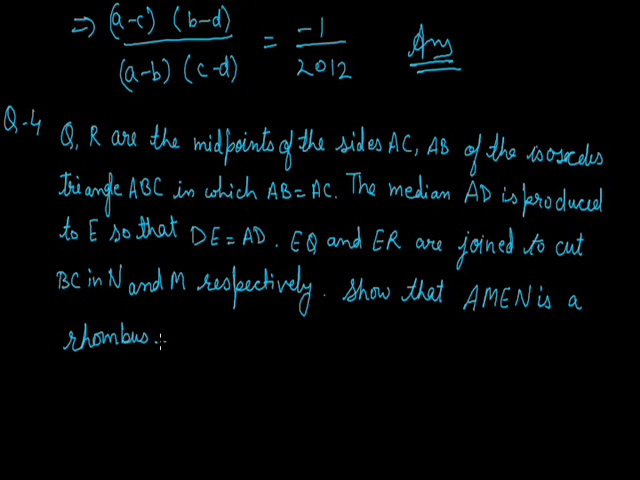 ⇒ (a-c) (b-d) / (a-b) (c-d) = -1 / 2012 Ans
Q-4 Q, R are the midpoints of the sides AC, AB of the isosceles
triangle ABC in which AB = AC. The median AD is produced
to E so that DE = AD. EQ and ER are joined to cut
BC in N and M respectively. Show that AMEN is a
rhombus.